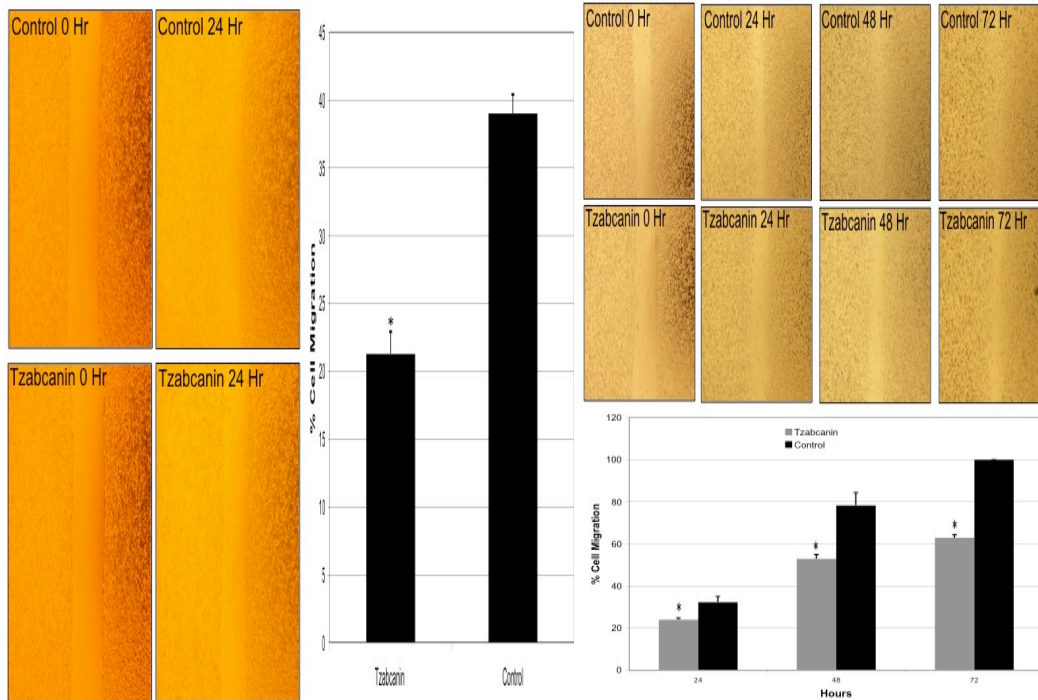 Control 0 Hr
Control 24 Hr
Tzabcanin 0 Hr
Tzabcanin 24 Hr
% Cell Migration
45
40
35
30
25
20
15
10
5
0
*
Tzabcanin
Control
Control 0 Hr
Control 24 Hr
Control 48 Hr
Control 72 Hr
Tzabcanin 0 Hr
Tzabcanin 24 Hr
Tzabcanin 48 Hr
Tzabcanin 72 Hr
% Cell Migration
120
100
80
60
40
20
0
Tzabcanin
Control
*
*
*
24
48
72
Hours